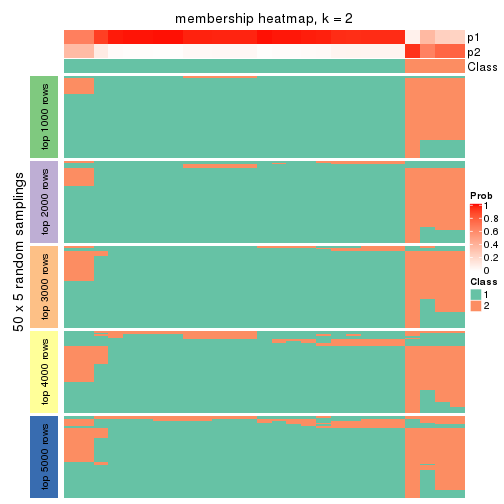 membership heatmap, k = 2
p1
p2
Class
50 x 5 random samplings
top 1000 rows
top 2000 rows
top 3000 rows
top 4000 rows
top 5000 rows
Prob
1
0.8
0.6
0.4
0.2
0
Class
1
2